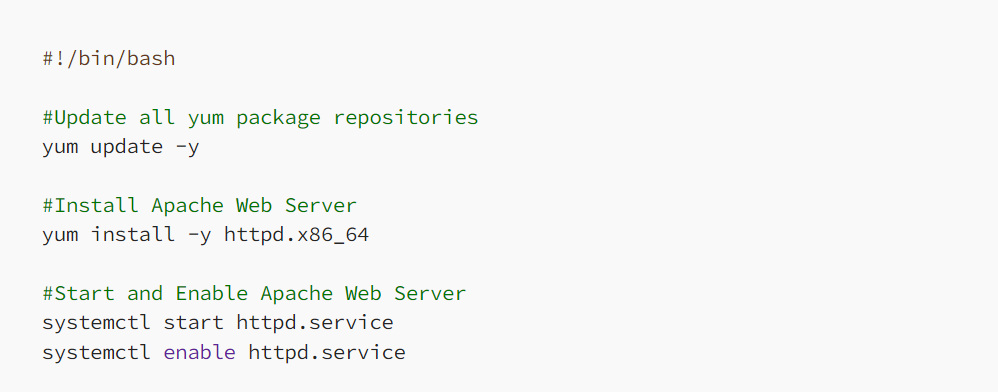 #!/bin/bash
#Update all yum package repositories
yum update -y
#Install Apache Web Server
yum install -y httpd.x86_64
#Start and Enable Apache Web Server
systemctl start httpd.service
systemctl enable httpd.service